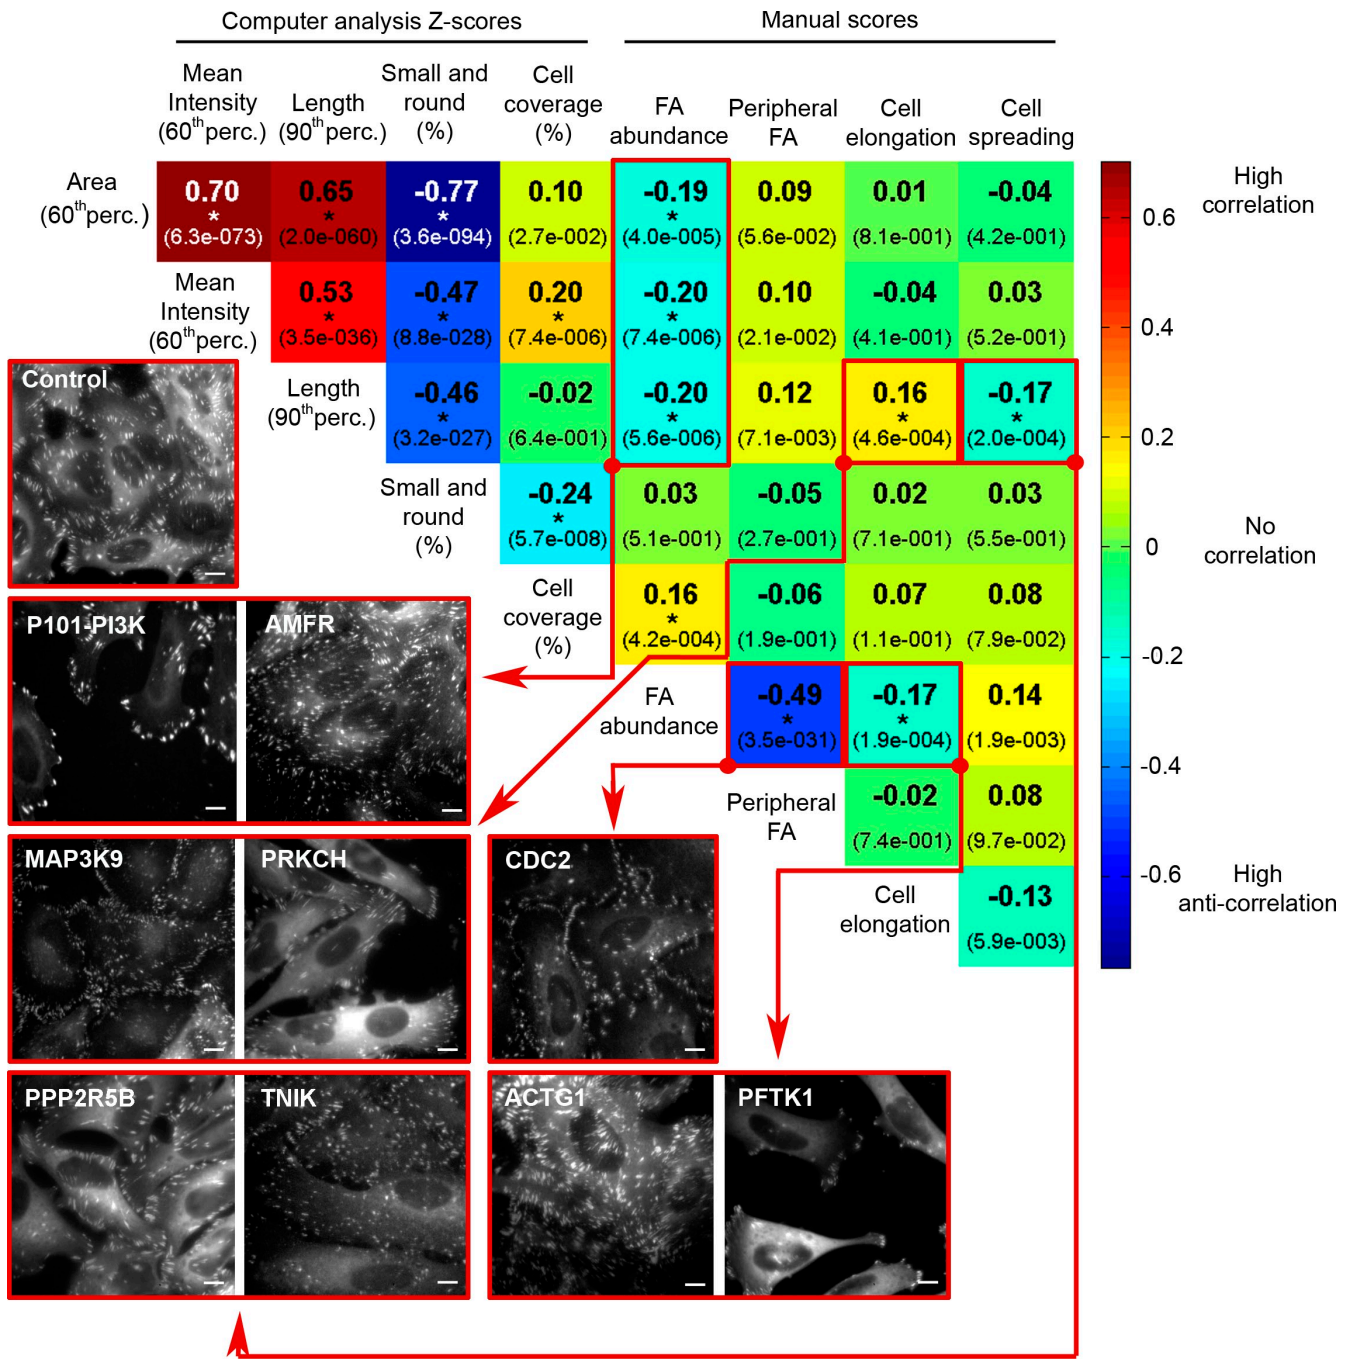 Computer analysis Z-scores
Manual scores
Mean Intensity (60th perc.)
Length (90th perc.)
Small and round (%)
Cell coverage (%)
FA abundance
Peripheral FA
Cell elongation
Cell spreading
Area (60th perc.)
0.70 * (6.3e-073)
0.65 * (2.0e-060)
-0.77 * (3.6e-094)
0.10 (2.7e-002)
-0.19 * (4.0e-005)
0.09 (5.6e-002)
0.01 (8.1e-001)
-0.04 (4.2e-001)
Mean Intensity (60th perc.)
0.53 * (3.5e-036)
-0.47 * (8.8e-028)
0.20 * (7.4e-006)
-0.20 * (7.4e-006)
0.10 (2.1e-002)
-0.04 (4.1e-001)
0.03 (5.2e-001)
Length (90th perc.)
-0.46 * (3.2e-027)
-0.02 (6.4e-001)
-0.20 * (5.6e-006)
0.12 (7.1e-003)
0.16 * (4.6e-004)
-0.17 * (2.0e-004)
Small and round (%)
-0.24 * (5.7e-008)
0.03 (5.1e-001)
-0.05 (2.7e-001)
0.02 (7.1e-001)
0.03 (5.5e-001)
Cell coverage (%)
0.16 * (4.2e-004)
-0.06 (1.9e-001)
0.07 (1.1e-001)
0.08 (7.9e-002)
FA abundance
-0.49 * (3.5e-031)
-0.17 * (1.9e-004)
0.14 (1.9e-003)
Peripheral FA
-0.02 (7.4e-001)
0.08 (9.7e-002)
Cell elongation
-0.13 (5.9e-003)
High correlation
No correlation
High anti-correlation
0.6
0.4
0.2
0
-0.2
-0.4
-0.6
Control
P101-PI3K
AMFR
MAP3K9
PRKCH
CDC2
PPP2R5B
TNIK
ACTG1
PFTK1